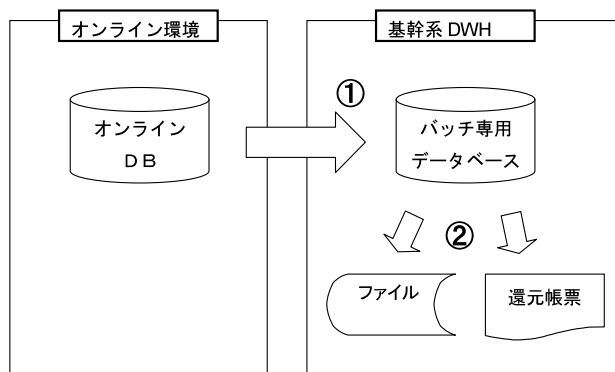 オンライン環境
基幹系 DWH
①
オンライン
ＤＢ
バッチ専用
データベース
②
ファイル
還元帳票